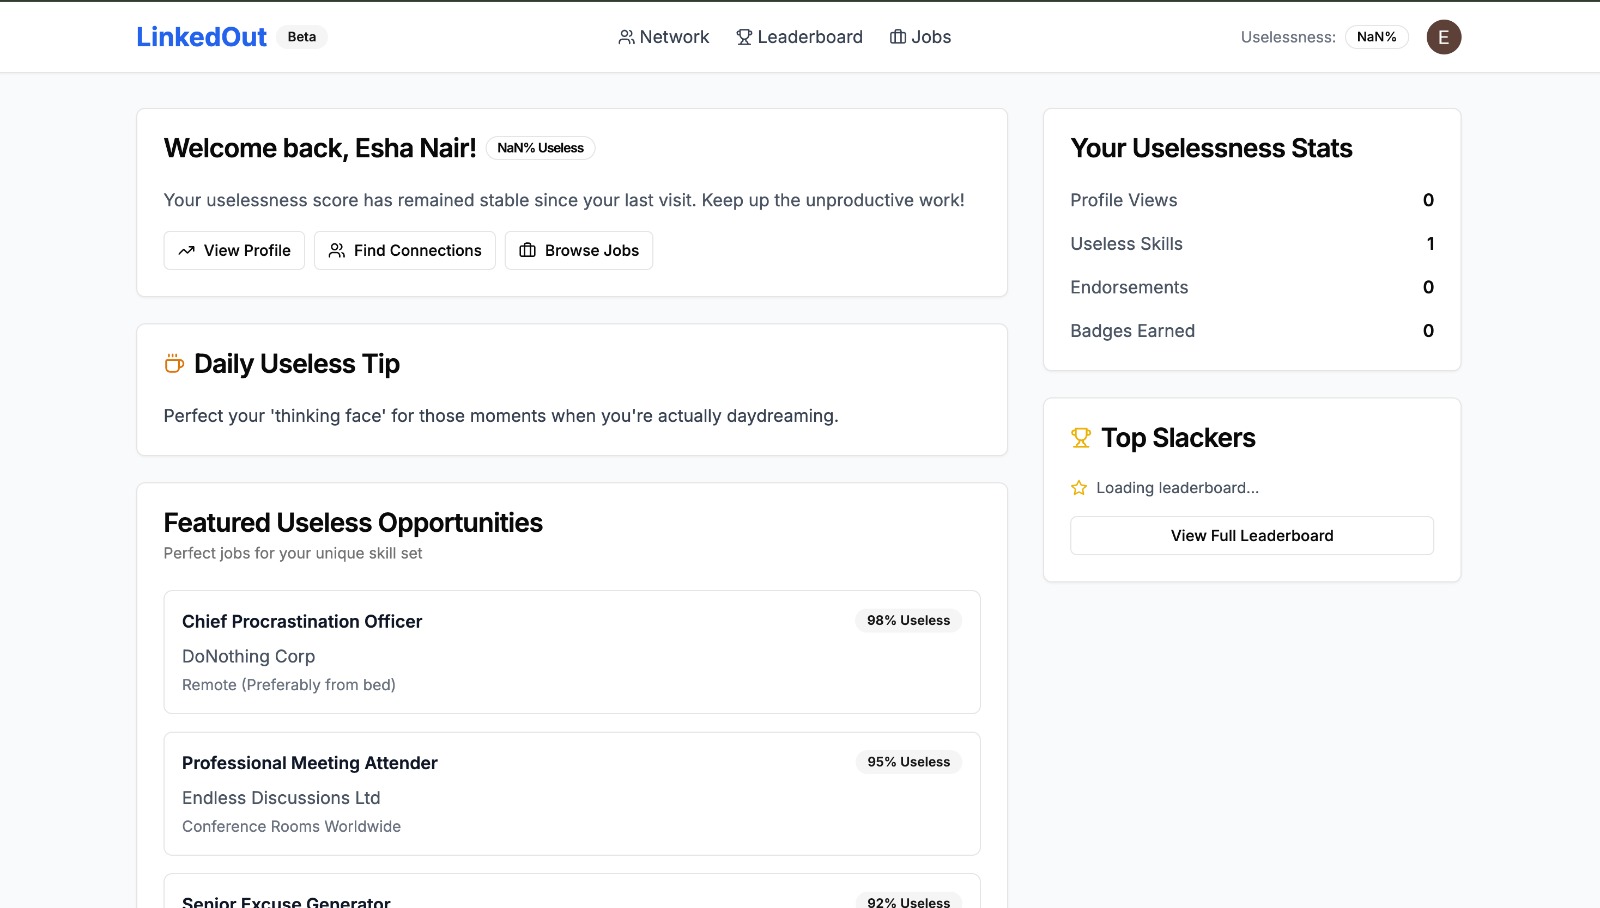 LinkedOut Beta Network Leaderboard Jobs Uselessness: NaN% E
Welcome back, Esha Nair! NaN% Useless
Your uselessness score has remained stable since your last visit. Keep up the unproductive work!
View Profile Find Connections Browse Jobs
Daily Useless Tip
Perfect your 'thinking face' for those moments when you're actually daydreaming.
Featured Useless Opportunities
Perfect jobs for your unique skill set
Chief Procrastination Officer 98% Useless
DoNothing Corp
Remote (Preferably from bed)
Professional Meeting Attender 95% Useless
Endless Discussions Ltd
Conference Rooms Worldwide
Senior Excuse Generator 92% Useless
Your Uselessness Stats
Profile Views 0
Useless Skills 1
Endorsements 0
Badges Earned 0
Top Slackers
Loading leaderboard...
View Full Leaderboard